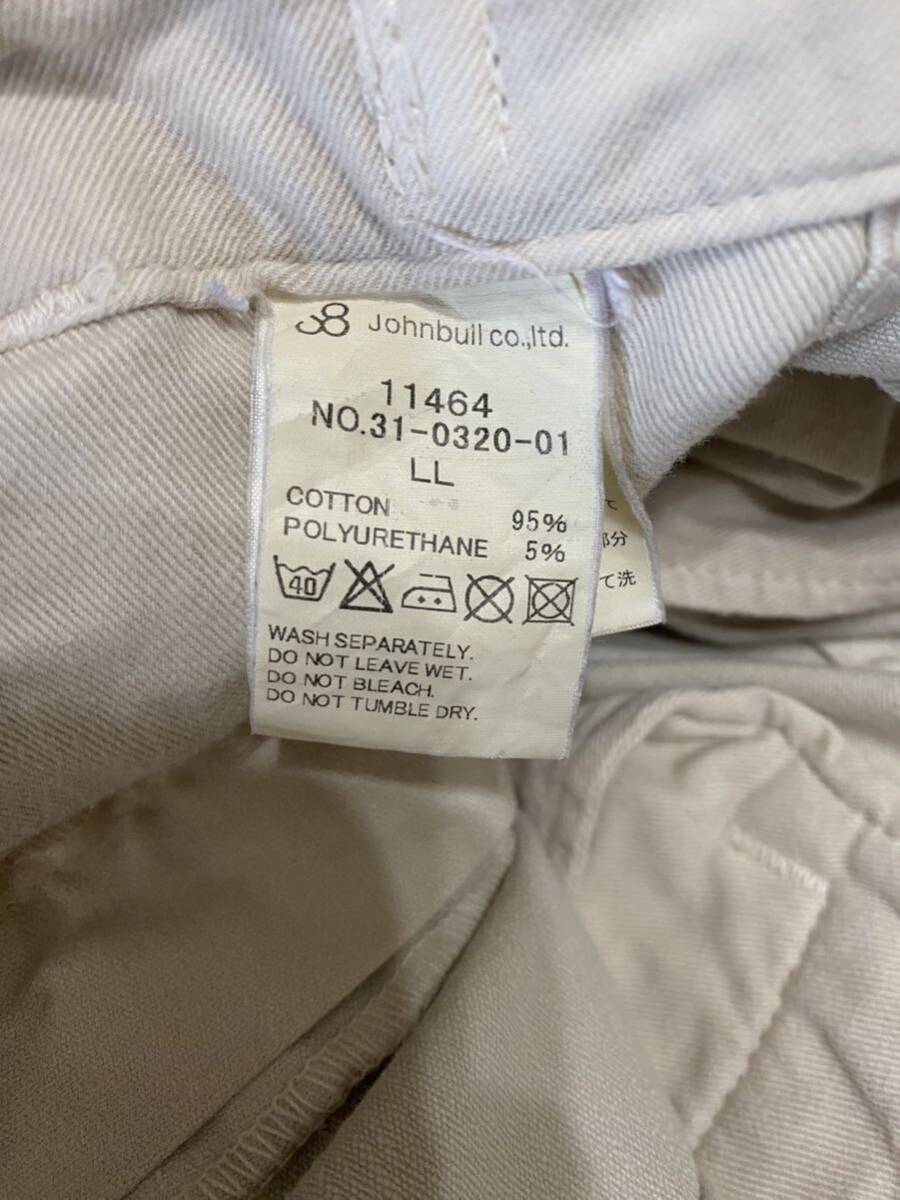 Johnbull co.,ltd.
11464
NO.31-0320-01
LL
COTTON 95%
POLYURETHANE 5%
40
WASH SEPARATELY.
DO NOT LEAVE WET.
DO NOT BLEACH.
DO NOT TUMBLE DRY.
て
部分
て洗